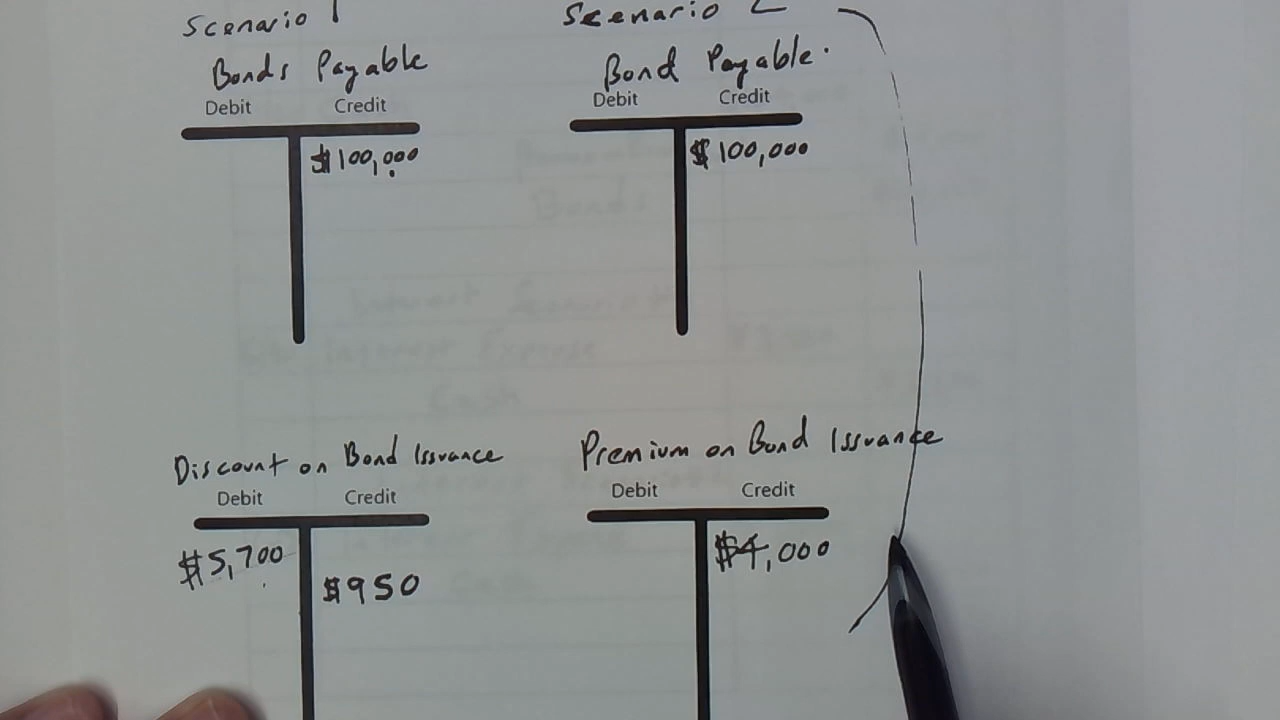 Scenario 1
Bonds Payable
Debit Credit
$100,000
Scenario 2
Bond Payable.
Debit Credit
$100,000
Discount on Bond Issuance
Debit Credit
$5,700
$950
Premium on Bond Issuance
Debit Credit
$4,000
Cash